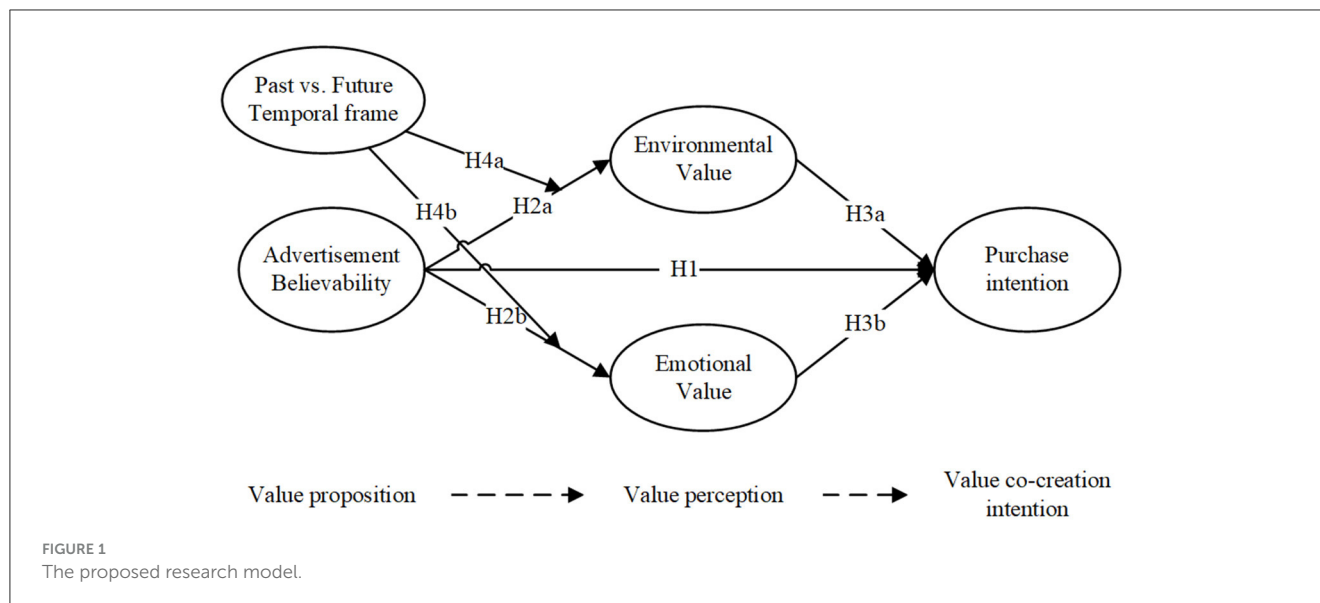 Past vs. Future
Temporal frame
Environmental
Value
H4a
H2a
H4b
H3a
Advertisement
Believability
H1
Purchase
intention
H2b
H3b
Emotional
Value
Value proposition
Value perception
Value co-creation
intention
FIGURE 1
The proposed research model.